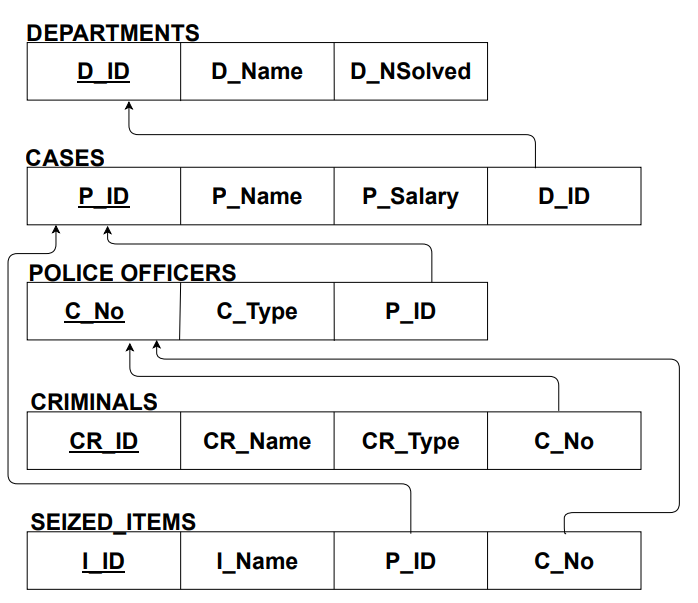 DEPARTMENTS
D_ID D_Name D_NSolved
CASES
P_ID P_Name P_Salary D_ID
POLICE OFFICERS
C_No C_Type P_ID
CRIMINALS
CR_ID CR_Name CR_Type C_No
SEIZED_ITEMS
I_ID I_Name P_ID C_No